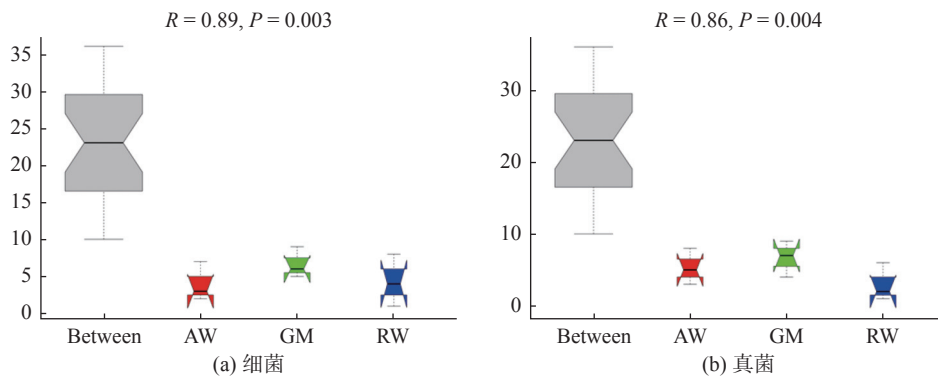 R = 0.89, P = 0.003
35
30
25
20
15
10
5
0
Between AW GM RW
(a) 细菌
R = 0.86, P = 0.004
30
20
10
0
Between AW GM RW
(b) 真菌